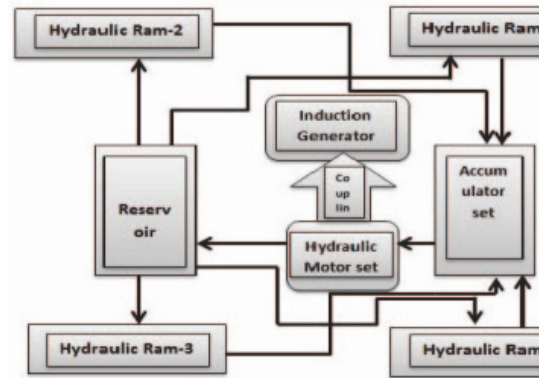 Hydraulic Ram-2
Hydraulic Ram
Induction
Generator
Reserv
oir
Co
up
lin
Accum
ulator
set
Hydraulic
Motor set
Hydraulic Ram-3
Hydraulic Ram